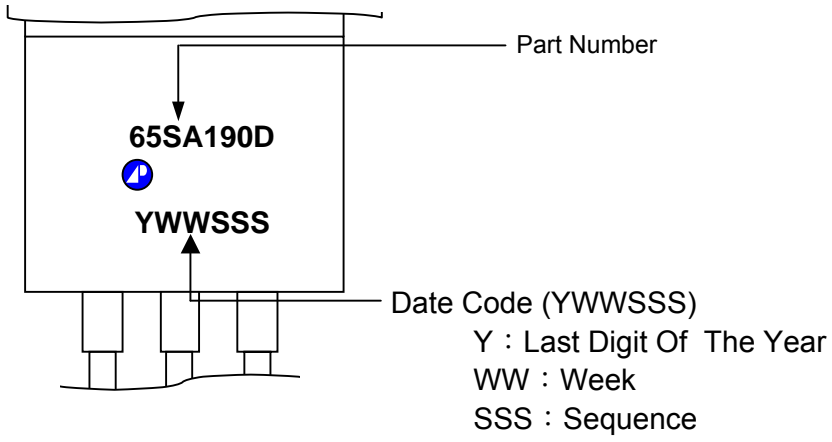 Part Number
65SA190D
YWWSSS
Date Code (YWWSSS)
Y：Last Digit Of The Year
WW：Week
SSS：Sequence